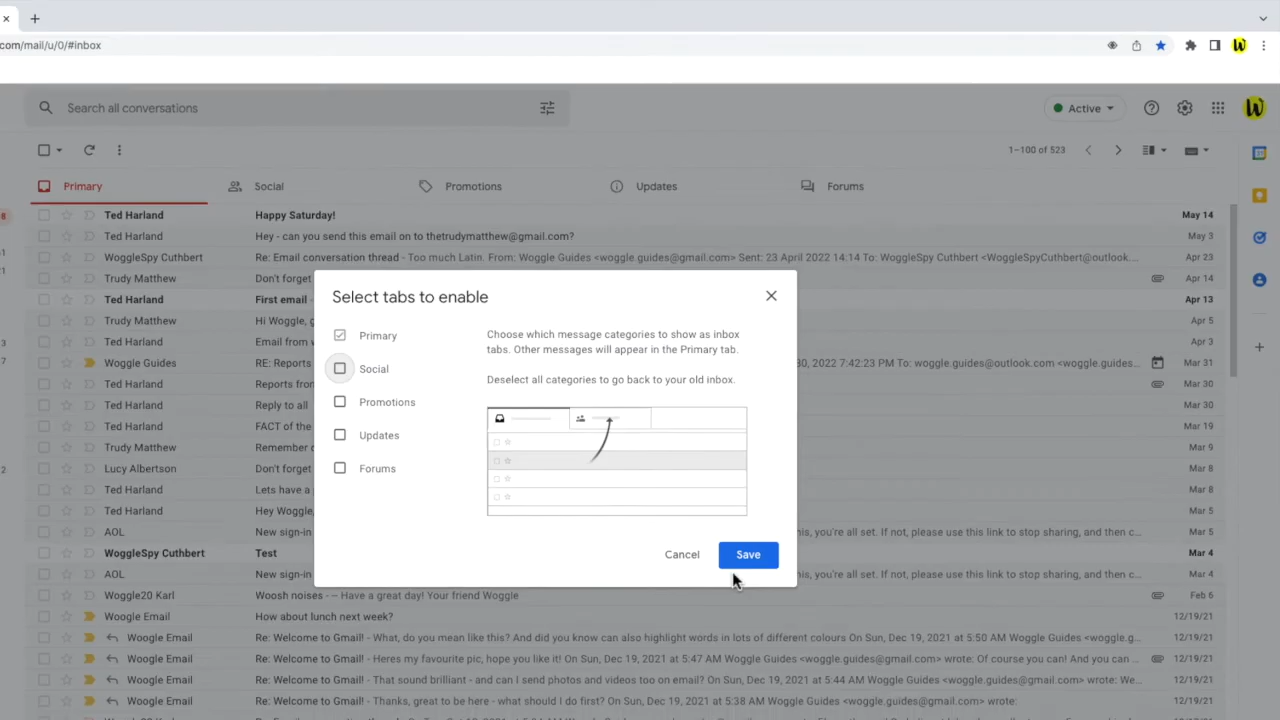 com/mail/u/0/#inbox
Search all conversations
Active
1–100 of 523
Primary Social Promotions Updates Forums
8
Ted Harland Happy Saturday! May 14
Ted Harland Hey - can you send this email on to thetrudymatthew@gmail.com? May 3
WoggleSpy Cuthbert Re: Email conversation thread - Too much Latin. From: Woggle Guides <woggle.guides@gmail.com> Sent: 23 April 2022 14:14 To: WoggleSpy Cuthbert <WoggleSpyCuthbert@outlook.... Apr 23
Trudy Matthew Don't forget Apr 14
Ted Harland First email Apr 13
Trudy Matthew Hi Woggle, Apr 5
Ted Harland Email from Apr 3
Woggle Guides RE: Reports 30, 2022 7:42:23 PM To: woggle.guides@outlook.com <woggle.guides... Mar 31
Ted Harland Reports from Mar 30
Ted Harland Reply to all Mar 30
Ted Harland FACT of the Mar 19
Trudy Matthew Remember Mar 9
Lucy Albertson Don't forget Mar 8
Ted Harland Lets have a Mar 8
Ted Harland Hey Woggle, Mar 5
AOL New sign-in his, you're all set. If not, please use this link to stop sharing, and then c... Mar 5
WoggleSpy Cuthbert Test Mar 4
AOL New sign-in his, you're all set. If not, please use this link to stop sharing, and then c... Mar 4
Woggle20 Karl Woosh noises - -- Have a great day! Your friend Woggle Feb 6
Woogle Email How about lunch next week? 12/19/21
Woogle Email Re: Welcome to Gmail! - What, do you mean like this? And did you know can also highlight words in lots of different colours On Sun, Dec 19, 2021 at 5:50 AM Woggle Guides <woggle.g... 12/19/21
Woogle Email Re: Welcome to Gmail! - Heres my favourite pic, hope you like it! On Sun, Dec 19, 2021 at 5:47 AM Woggle Guides <woggle.guides@gmail.com> wrote: Of course you can! And you can ... 12/19/21
Woogle Email Re: Welcome to Gmail! - That sound brilliant - and can I send photos and videos too on email? On Sun, Dec 19, 2021 at 5:44 AM Woggle Guides <woggle.guides@gmail.com> wrote: We... 12/19/21
Woogle Email Re: Welcome to Gmail! - Thanks, great to be here - what should I do first? On Sun, Dec 19, 2021 at 5:38 AM Woggle Guides <woggle.guides@gmail.com> wrote: 12/19/21
Select tabs to enable
Primary
Social
Promotions
Updates
Forums
Choose which message categories to show as inbox
tabs. Other messages will appear in the Primary tab.
Deselect all categories to go back to your old inbox.
Cancel Save